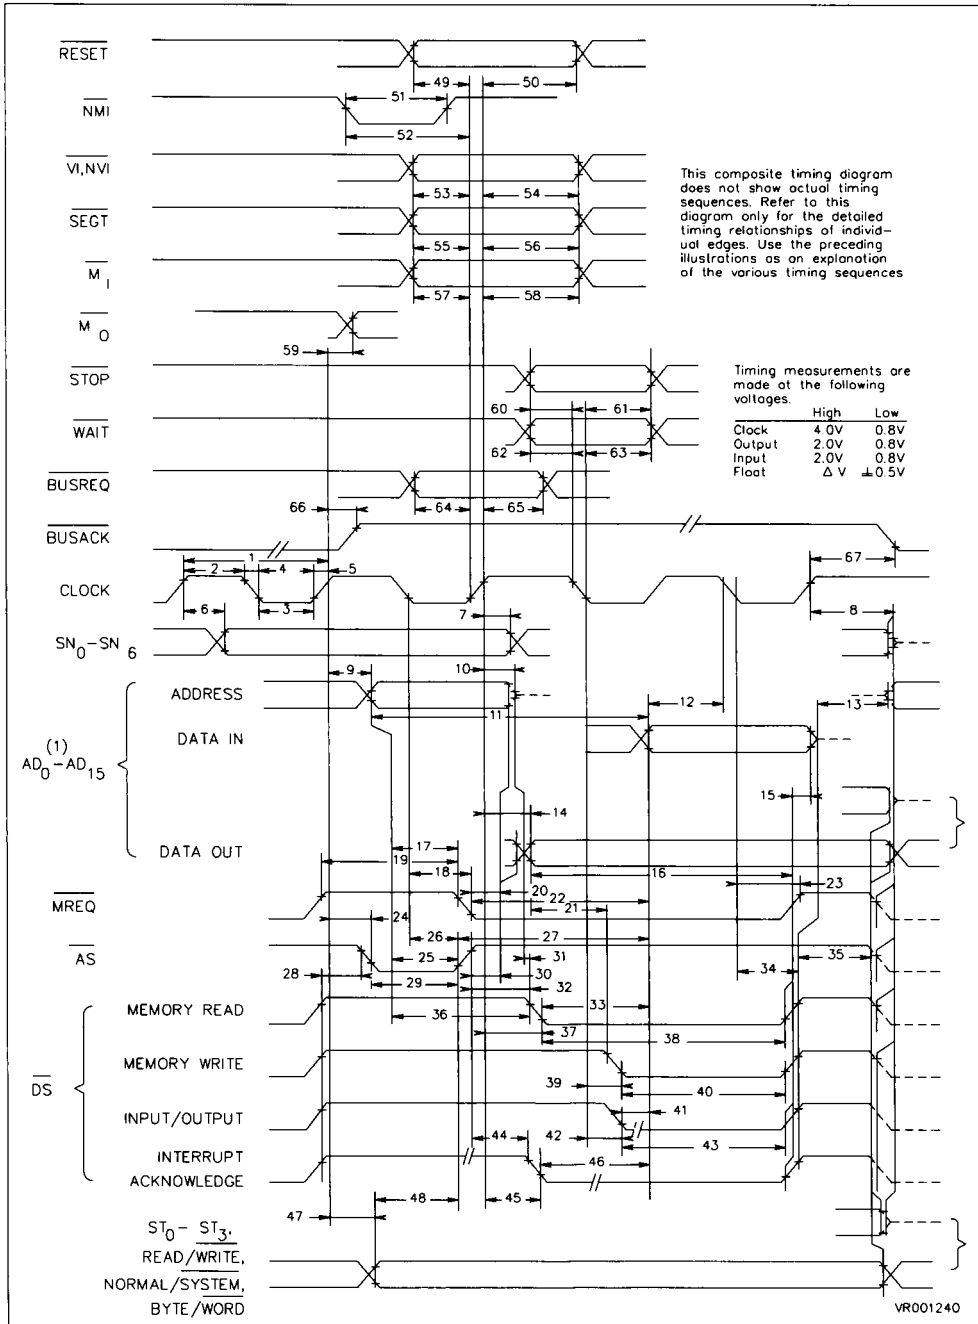 RESET
49
50
51
NMI
52
VI,NVI
53
54
SEGT
55
56
M I
57
58
M O
59
STOP
60
61
WAIT
62
63
BUSREQ
64
65
66
BUSACK
67
1
2
4
5
CLOCK
3
6
7
8
SN0-SN6
9
10
ADDRESS
11
12
13
DATA IN
(1)
AD0-AD15
14
15
DATA OUT
16
17
19
18
20
22
23
21
MREQ
24
26
27
AS
25
31
28
29
30
32
34
35
MEMORY READ
33
36
37
38
MEMORY WRITE
39
40
DS
INPUT/OUTPUT
41
42
43
44
INTERRUPT
ACKNOWLEDGE
46
45
48
47
ST0- ST3,
READ/WRITE,
NORMAL/SYSTEM,
BYTE/WORD
This composite timing diagram
does not show actual timing
sequences. Refer to this
diagram only for the detailed
timing relationships of individ-
ual edges. Use the preceding
illustrations as an explanation
of the various timing sequences
Timing measurements are
made at the following
voltages.
High Low
Clock 4.0V 0.8V
Output 2.0V 0.8V
Input 2.0V 0.8V
Float Δ V ±0.5V
VR001240